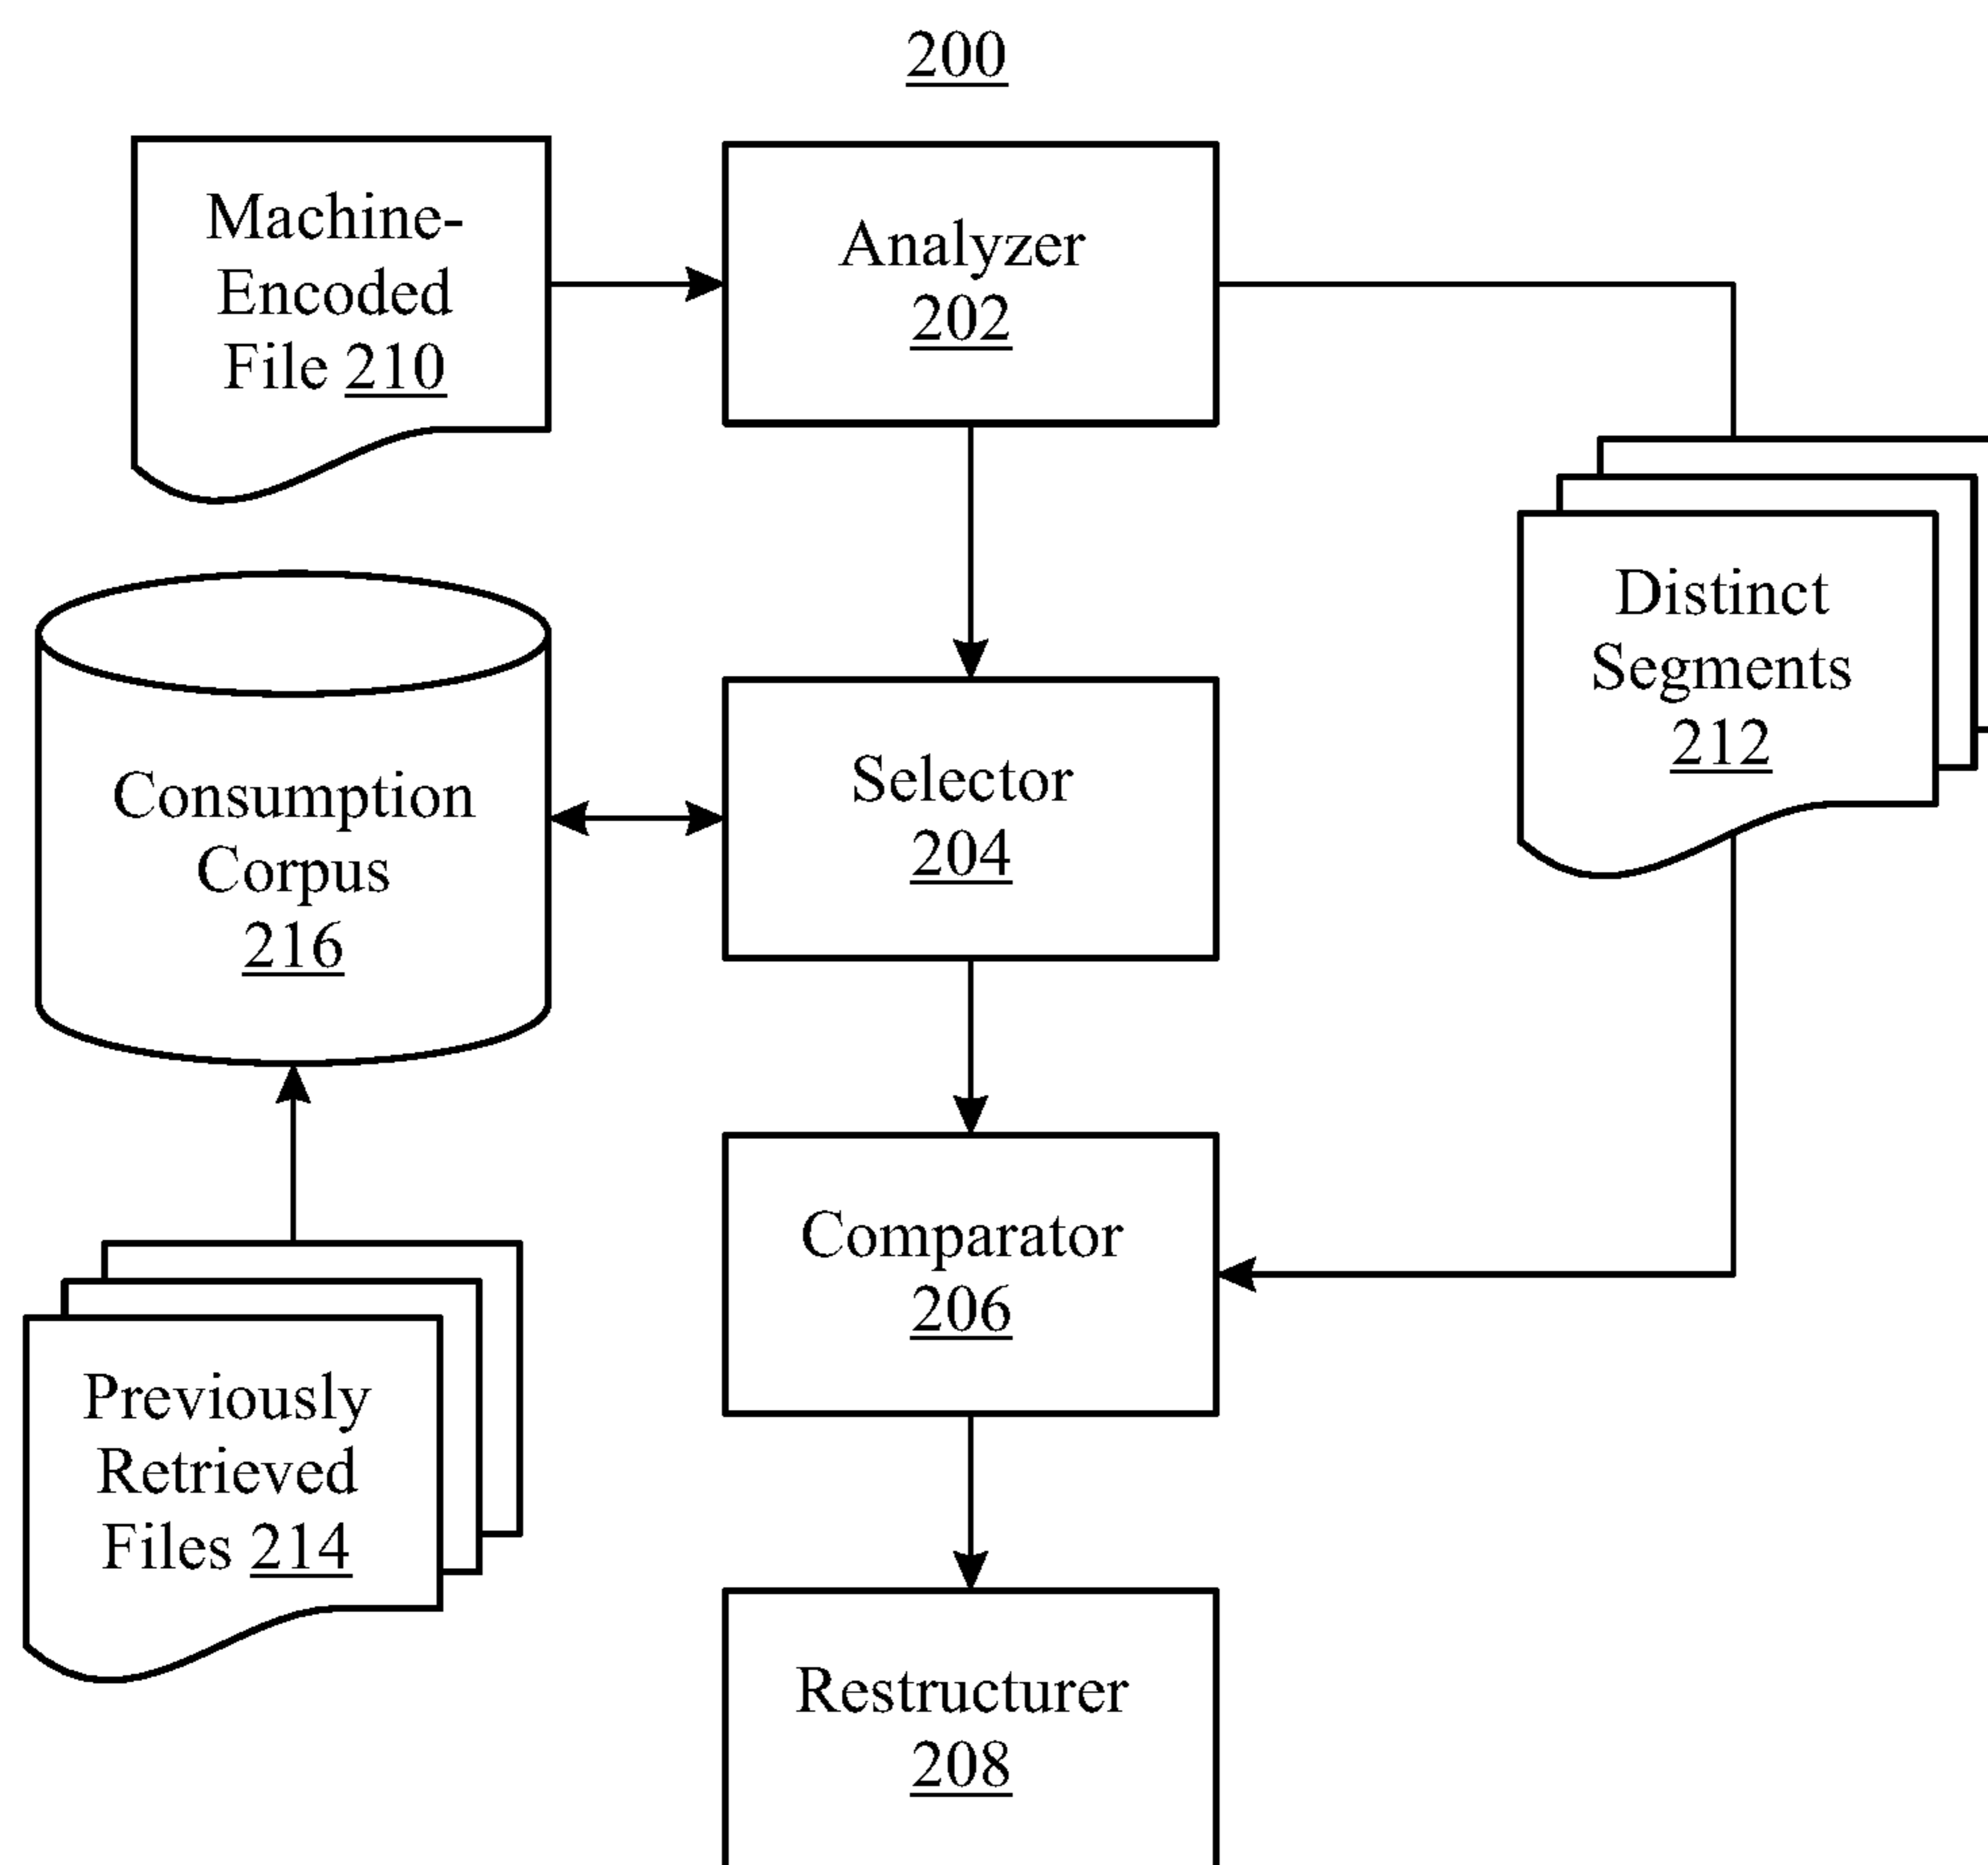 200
Machine-
Encoded
File 210
Analyzer
202
Distinct
Segments
212
Consumption
Corpus
216
Selector
204
Comparator
206
Previously
Retrieved
Files 214
Restructurer
208